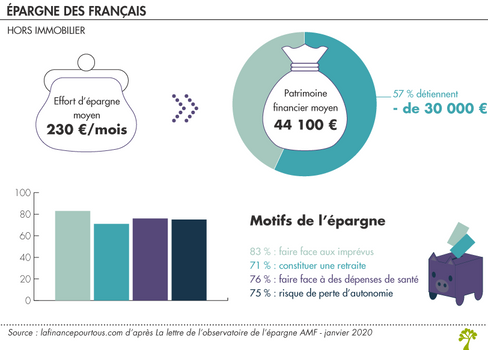 ÉPARGNE DES FRANÇAIS
HORS IMMOBILIER
Effort d’épargne
moyen
230 €/mois
Patrimoine
financier moyen
44 100 €
57 % détiennent
- de 30 000 €
100
80
60
40
20
0
Motifs de l’épargne
83 % : faire face aux imprévus
71 % : constituer une retraite
76 % : faire face à des dépenses de santé
75 % : risque de perte d’autonomie
Source : lafinancepourtous.com d’après La lettre de l’observatoire de l’épargne AMF - janvier 2020